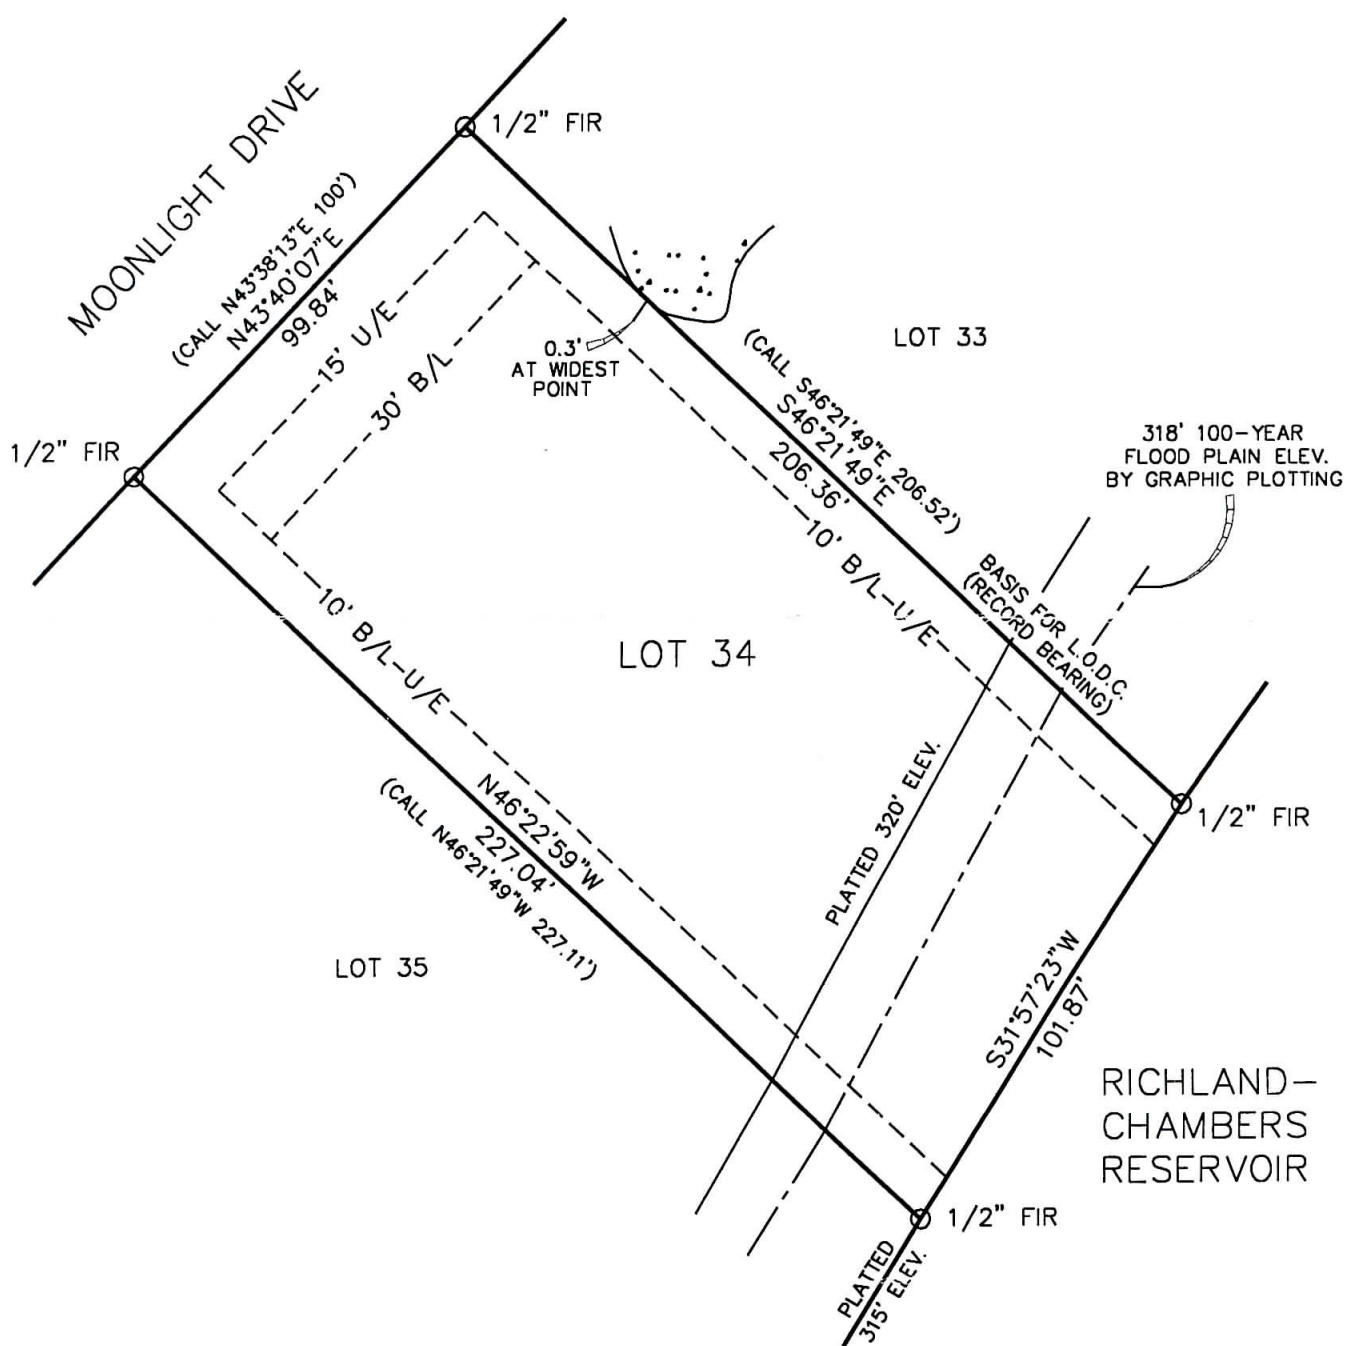 MOONLIGHT DRIVE
1/2" FIR
(CALL N43°38'13"E 100')
N43°40'07"E
99.84'
15' U/E
30' B/L
0.3'
AT WIDEST
POINT
LOT 33
(CALL S46°21'49"E 206.52')
S46°21'49"E
206.36'
318' 100-YEAR
FLOOD PLAIN ELEV.
BY GRAPHIC PLOTTING
1/2" FIR
10' B/L-U/E
BASIS FOR L.O.D.C.
(RECORD BEARING)
10' B/L-U/E
LOT 34
PLATTED 320' ELEV.
1/2" FIR
N46°22'59"W
227.04'
(CALL N46°21'49"W 227.11')
LOT 35
S31°57'23"W
101.87'
RICHLAND-
CHAMBERS
RESERVOIR
1/2" FIR
PLATTED
315' ELEV.